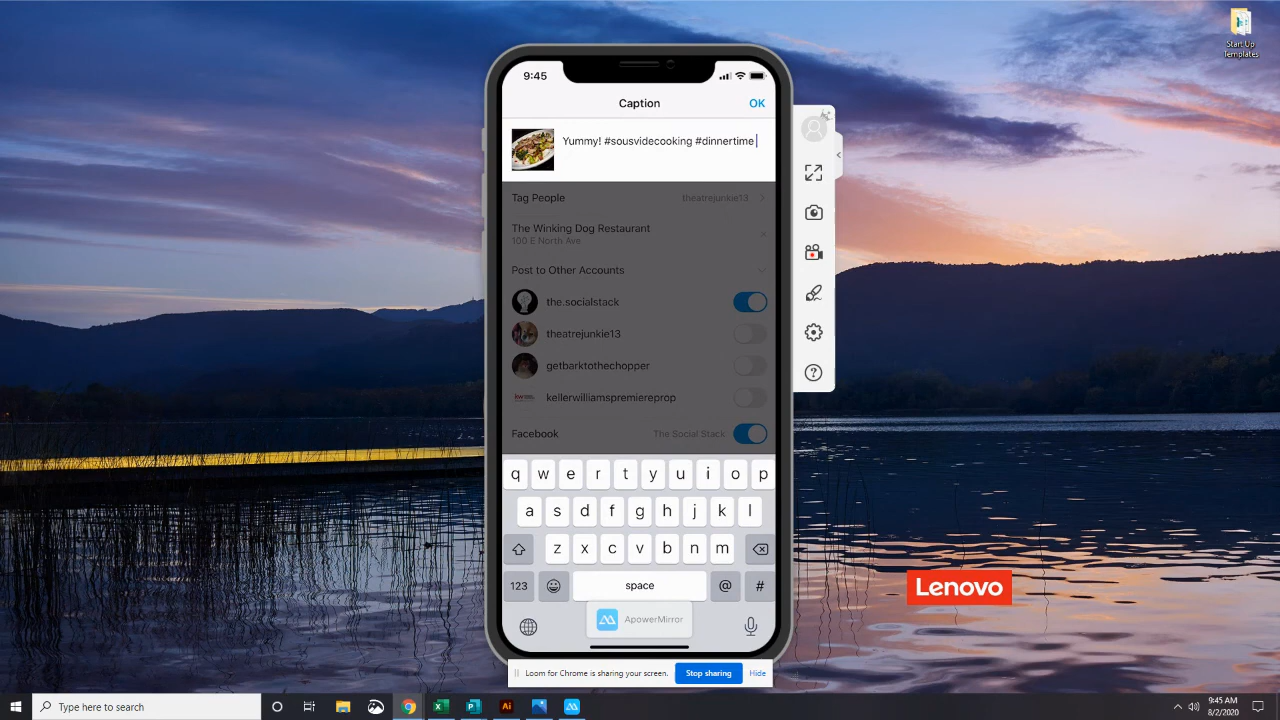 Start Up
Templates
9:45
Caption
OK
Yummy! #sousvidecooking #dinnertime
Tag People
theatrejunkie13
The Winking Dog Restaurant
100 E North Ave
Post to Other Accounts
the.socialstack
theatrejunkie13
getbarktothechopper
kellerwilliamspremiereprop
Facebook
The Social Stack
q w e r t y u i o p
a s d f g h j k l
z x c v b n m
123
space
@
#
ApowerMirror
Lenovo
Loom for Chrome is sharing your screen.
Stop sharing
Hide
Type here to search
9:45 AM
8/2/2020